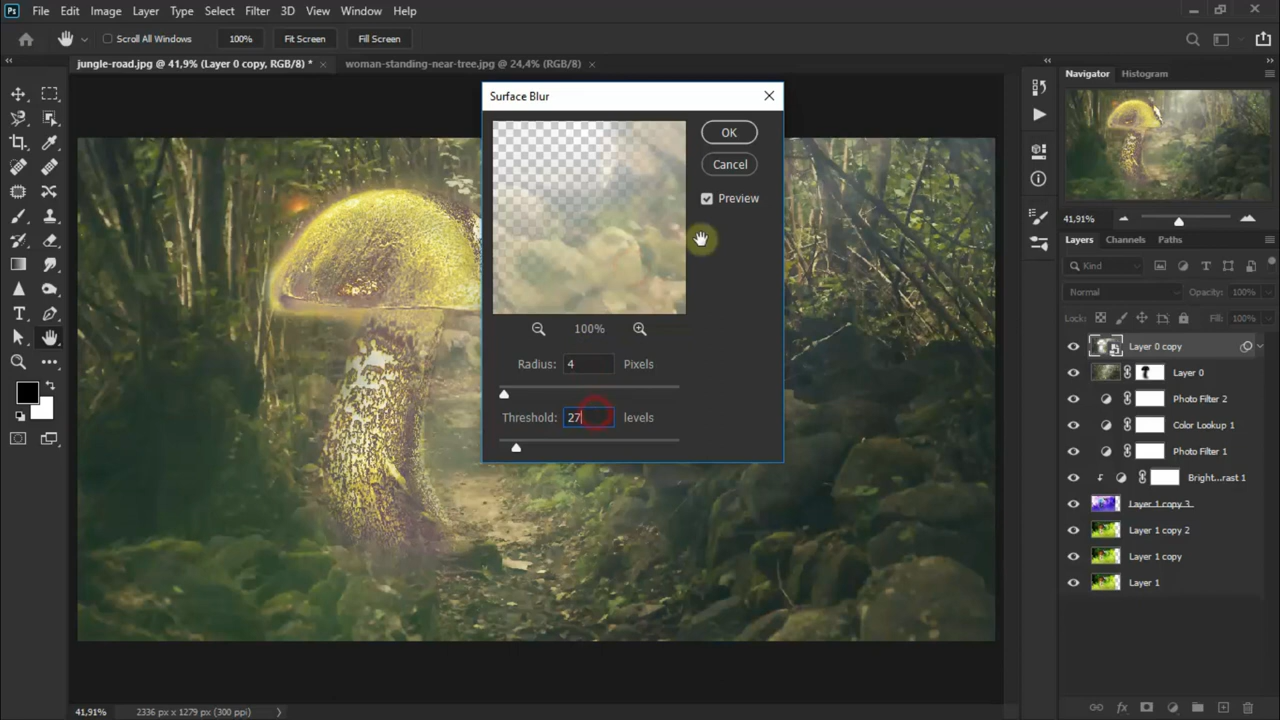 Ps File Edit Image Layer Type Select Filter 3D View Window Help
Scroll All Windows 100% Fit Screen Fill Screen
jungle-road.jpg @ 41,9% (Layer 0 copy, RGB/8) *
woman-standing-near-tree.jpg @ 24,4% (RGB/8)
Surface Blur
OK
Cancel
Preview
100%
Radius: 4 Pixels
Threshold: 27 levels
Navigator Histogram
41,91%
Layers Channels Paths
Kind
Normal Opacity: 100%
Lock: Fill: 100%
Layer 0 copy
Layer 0
Photo Filter 2
Color Lookup 1
Photo Filter 1
Bright...rast 1
Layer 1 copy 3
Layer 1 copy 2
Layer 1 copy
Layer 1
41,91% 2336 px x 1279 px (300 ppi)